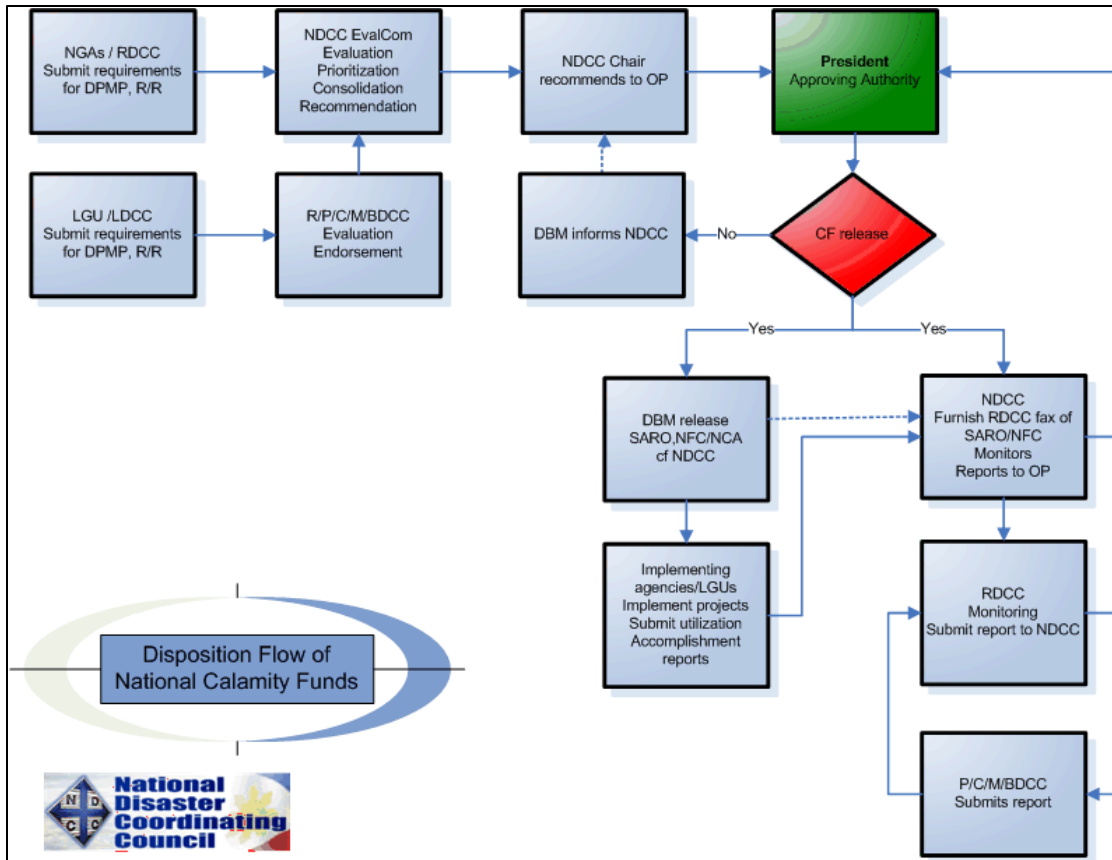 NGAs / RDCC
Submit requirements
for DPMP, R/R
NDCC EvalCom
Evaluation
Prioritization
Consolidation
Recommendation
NDCC Chair
recommends to OP
President
Approving Authority
LGU /LDCC
Submit requirements
for DPMP, R/R
R/P/C/M/BDCC
Evaluation
Endorsement
DBM informs NDCC
No
CF release
Yes
Yes
DBM release
SARO,NFC/NCA
cf NDCC
NDCC
Furnish RDCC fax of
SARO/NFC
Monitors
Reports to OP
Implementing
agencies/LGUs
Implement projects
Submit utilization
Accomplishment
reports
RDCC
Monitoring
Submit report to NDCC
P/C/M/BDCC
Submits report
Disposition Flow of
National Calamity Funds
N D
C C
National
Disaster
Coordinating
Council